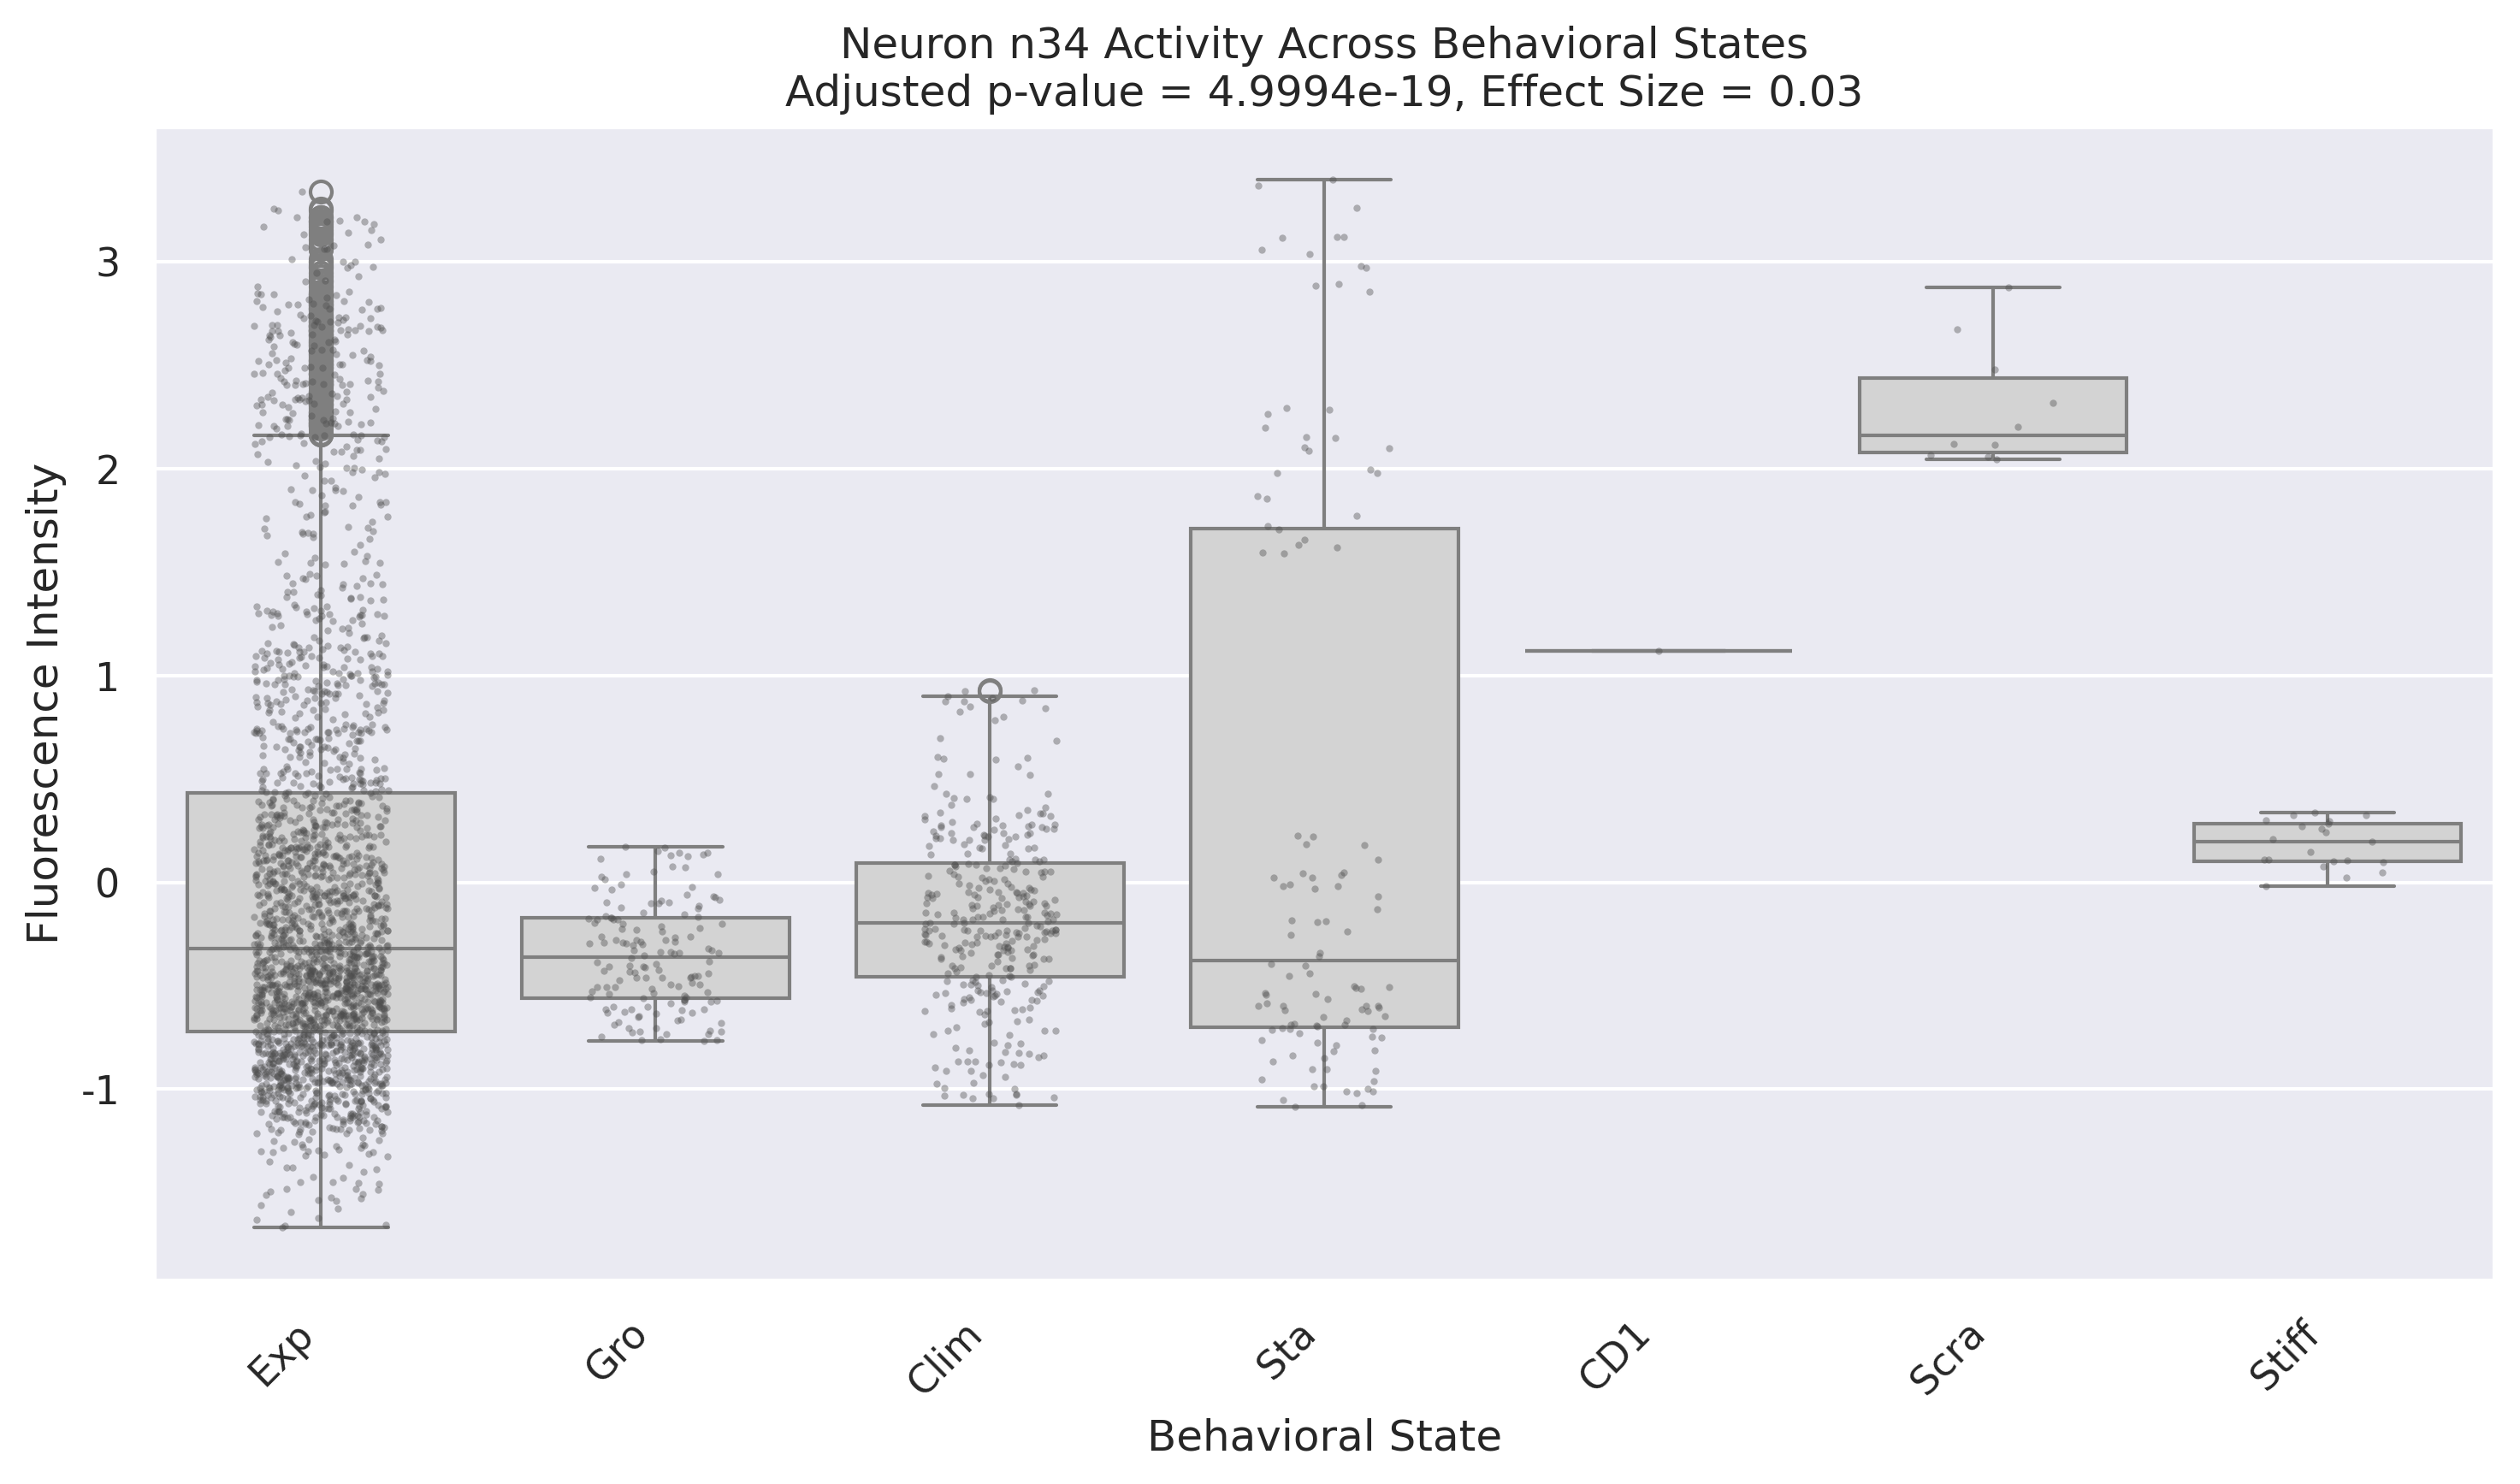 Neuron n34 Activity Across Behavioral States
Adjusted p-value = 4.9994e-19, Effect Size = 0.03
Fluorescence Intensity
3
2
1
0
-1
Exp
Gro
Clim
Sta
CD1
Scra
Stiff
Behavioral State